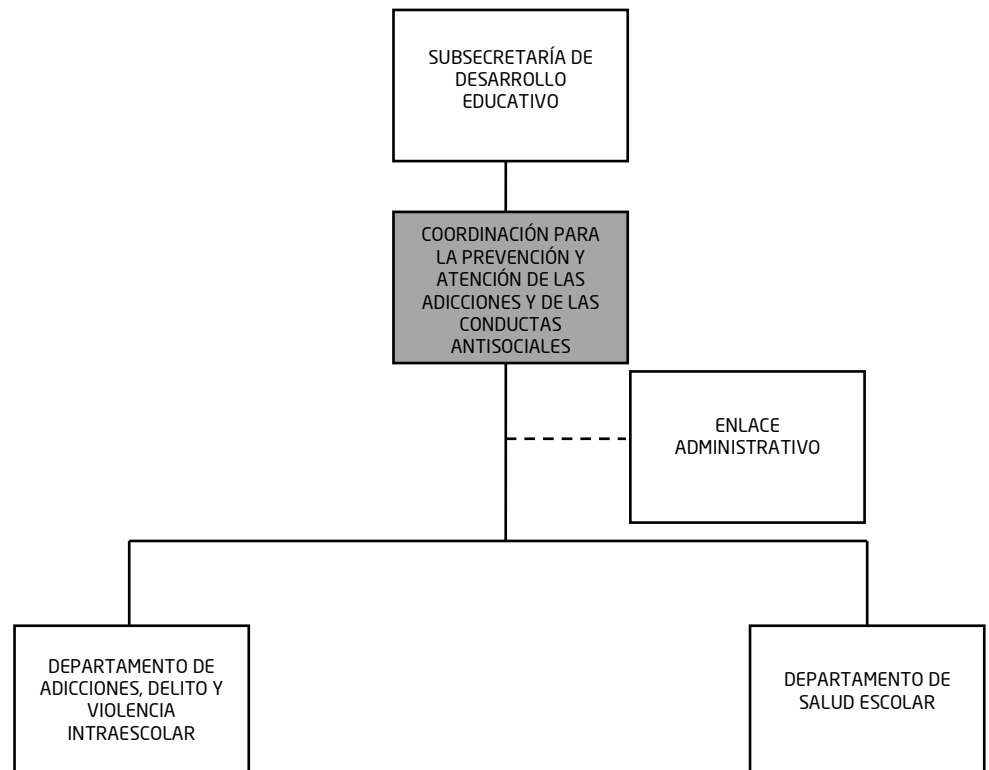 SUBSECRETARÍA DE
DESARROLLO
EDUCATIVO
COORDINACIÓN PARA
LA PREVENCIÓN Y
ATENCIÓN DE LAS
ADICCIONES Y DE LAS
CONDUCTAS
ANTISOCIALES
ENLACE
ADMINISTRATIVO
DEPARTAMENTO DE
ADICCIONES, DELITO Y
VIOLENCIA
INTRAESCOLAR
DEPARTAMENTO DE
SALUD ESCOLAR